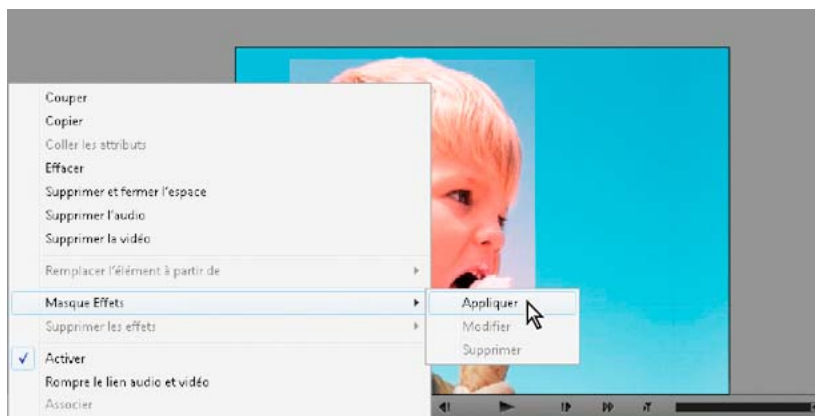 Couper
Copier
Coller les attributs
Effacer
Supprimer et fermer l'espace
Supprimer l'audio
Supprimer la vidéo
Remplacer l'élément à partir de
Masque Effets
Supprimer les effets
Activer
Rompre le lien audio et vidéo
Associer
Appliquer
Modifier
Supprimer